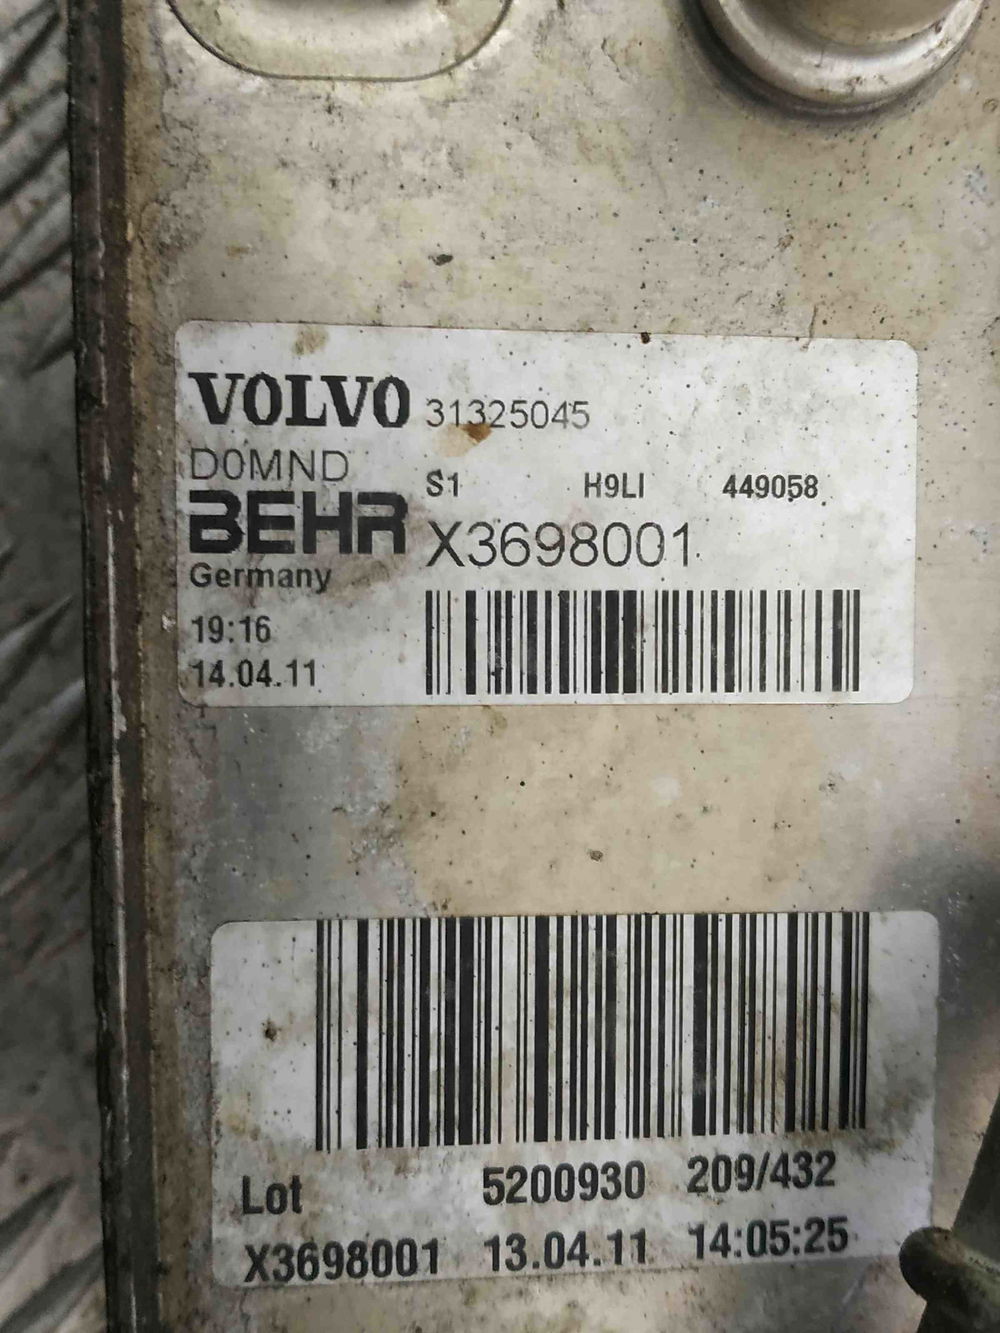 VOLVO 31325045
D0MND
S1 H9LI 449058
BEHR X3698001
Germany
19:16
14.04.11
Lot 5200930 209/432
X3698001 13.04.11 14:05:25